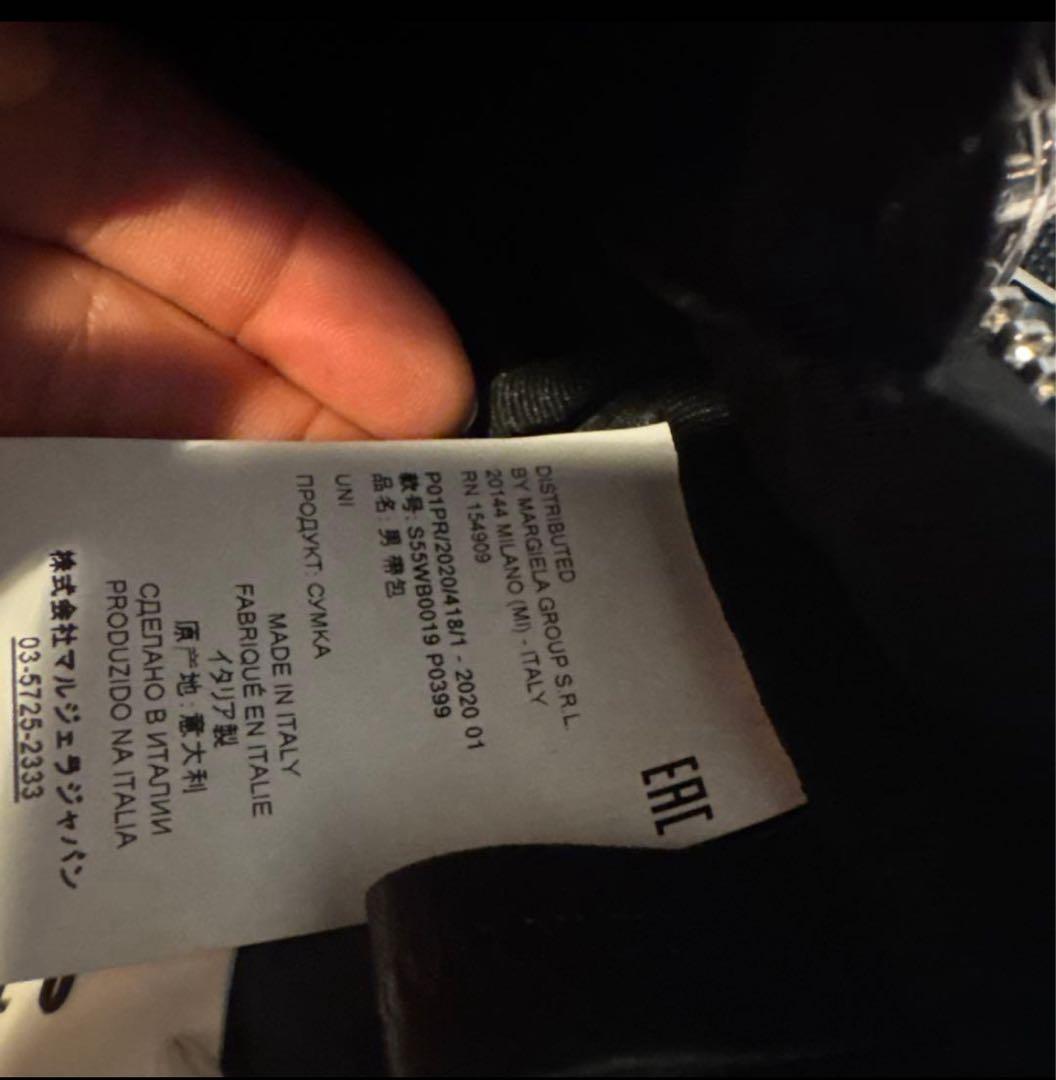 EAC
DISTRIBUTED
BY MARGIELA GROUP S.R.L.
20144 MILANO (MI) - ITALY
RN 154909
P01PR/2020/418/1 - 2020 01
款号: S55WB0019 P0399
品名: 男 带包
UNI
ПРОДУКТ: СУМКА
MADE IN ITALY
FABRIQUÉ EN ITALIE
イタリア製
原产地: 意大利
СДЕЛАНО В ИТАЛИИ
PRODUZIDO NA ITALIA
株式会社マルジェラジャパン
03-5725-2333